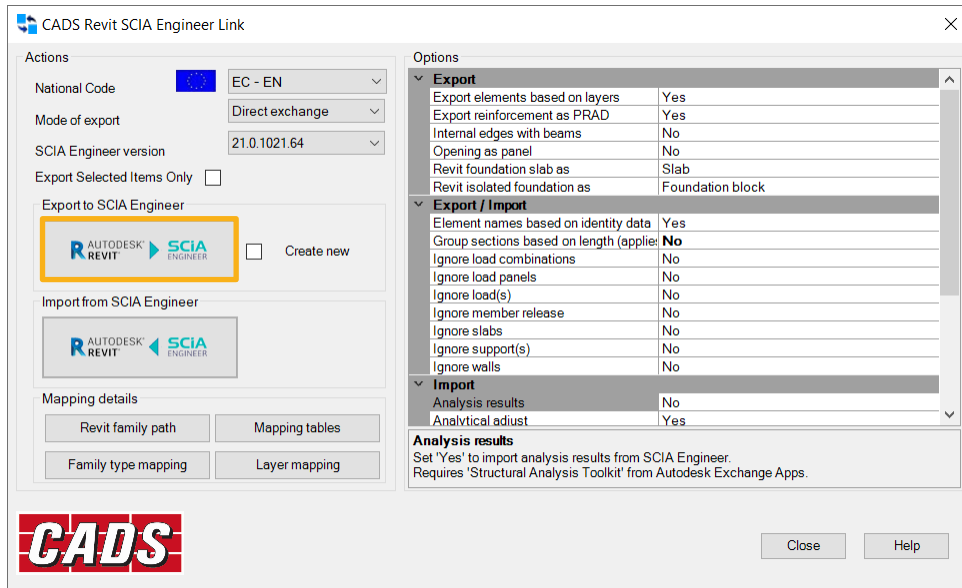 CADS Revit SCIA Engineer Link
Actions
National Code
EC - EN
Mode of export
Direct exchange
SCIA Engineer version
21.0.1021.64
Export Selected Items Only
Export to SCIA Engineer
R AUTODESK® REVIT® SCiA ENGINEER
Create new
Import from SCIA Engineer
R AUTODESK® REVIT® SCiA ENGINEER
Mapping details
Revit family path
Mapping tables
Family type mapping
Layer mapping
Options
Export
Export elements based on layers Yes
Export reinforcement as PRAD Yes
Internal edges with beams No
Opening as panel No
Revit foundation slab as Slab
Revit isolated foundation as Foundation block
Export / Import
Element names based on identity data Yes
Group sections based on length (applies No
Ignore load combinations No
Ignore load panels No
Ignore load(s) No
Ignore member release No
Ignore slabs No
Ignore support(s) No
Ignore walls No
Import
Analysis results No
Analytical adjust Yes
Analysis results
Set 'Yes' to import analysis results from SCIA Engineer.
Requires 'Structural Analysis Toolkit' from Autodesk Exchange Apps.
CADS
Close
Help